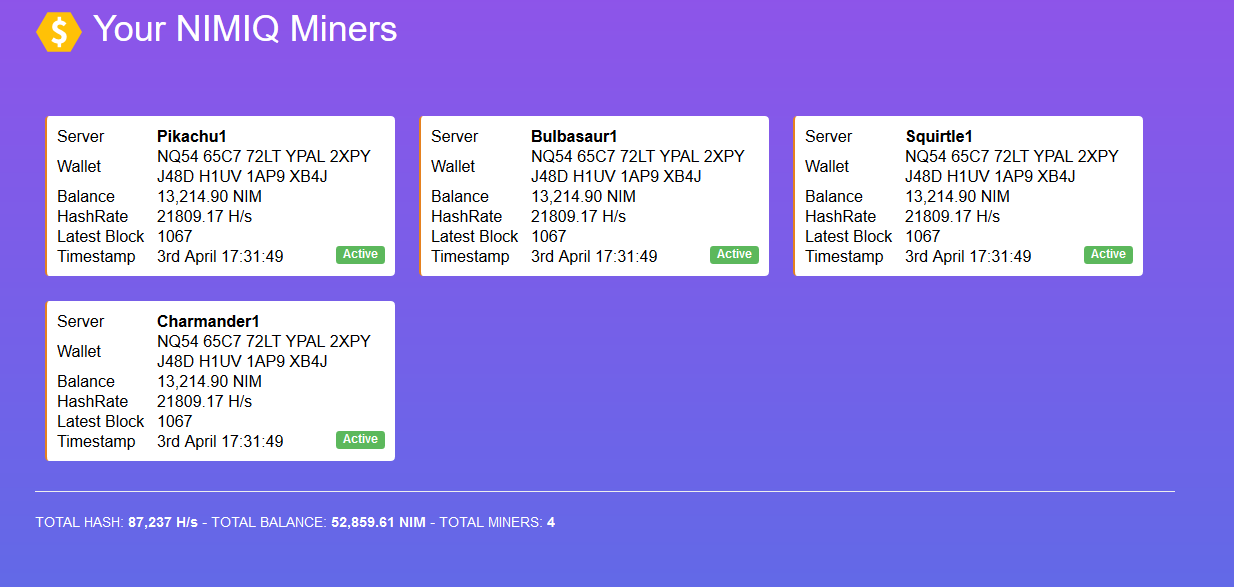 Your NIMIQ Miners
Server Pikachu1
Wallet NQ54 65C7 72LT YPAL 2XPY
J48D H1UV 1AP9 XB4J
Balance 13,214.90 NIM
HashRate 21809.17 H/s
Latest Block 1067
Timestamp 3rd April 17:31:49 Active
Server Bulbasaur1
Wallet NQ54 65C7 72LT YPAL 2XPY
J48D H1UV 1AP9 XB4J
Balance 13,214.90 NIM
HashRate 21809.17 H/s
Latest Block 1067
Timestamp 3rd April 17:31:49 Active
Server Squirtle1
Wallet NQ54 65C7 72LT YPAL 2XPY
J48D H1UV 1AP9 XB4J
Balance 13,214.90 NIM
HashRate 21809.17 H/s
Latest Block 1067
Timestamp 3rd April 17:31:49 Active
Server Charmander1
Wallet NQ54 65C7 72LT YPAL 2XPY
J48D H1UV 1AP9 XB4J
Balance 13,214.90 NIM
HashRate 21809.17 H/s
Latest Block 1067
Timestamp 3rd April 17:31:49 Active
TOTAL HASH: 87,237 H/s - TOTAL BALANCE: 52,859.61 NIM - TOTAL MINERS: 4